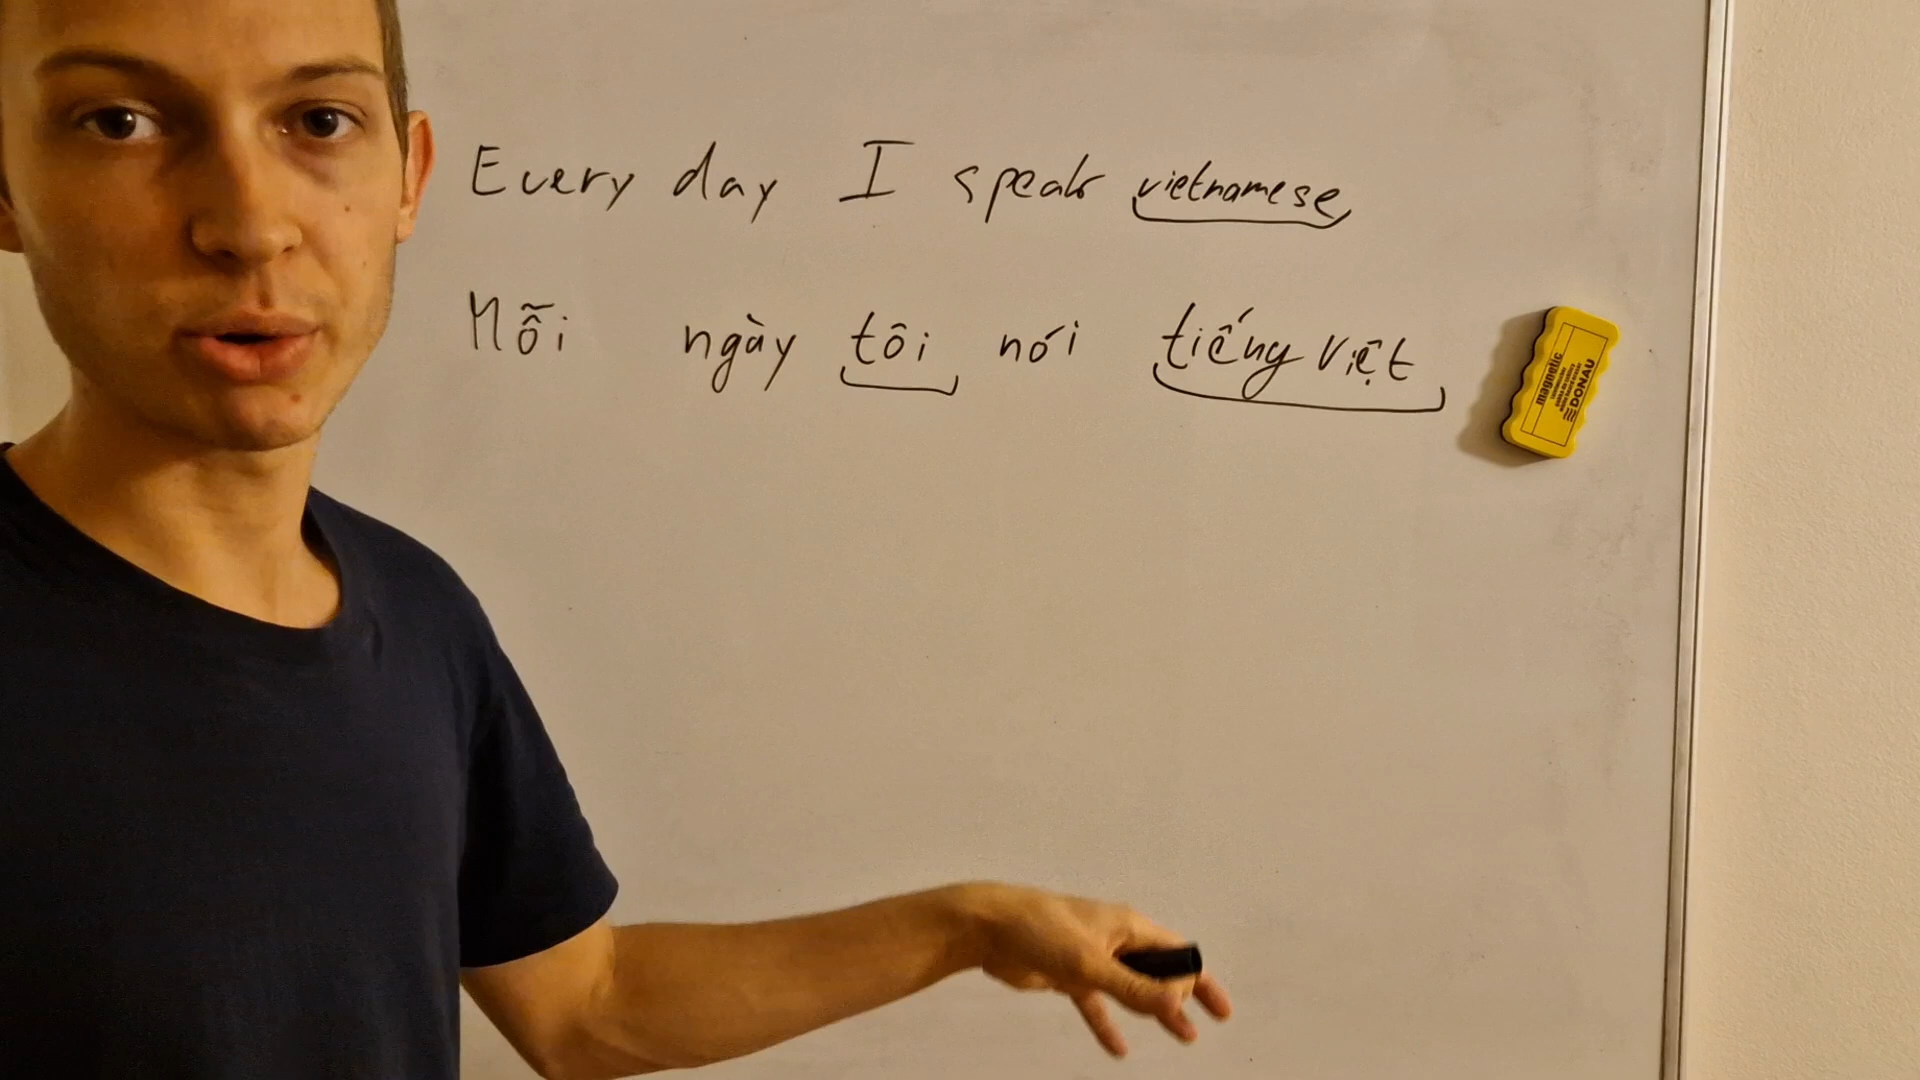 Every day I speak vietnamese
Mỗi ngày tôi nói tiếng Việt
magnetic
DONAU